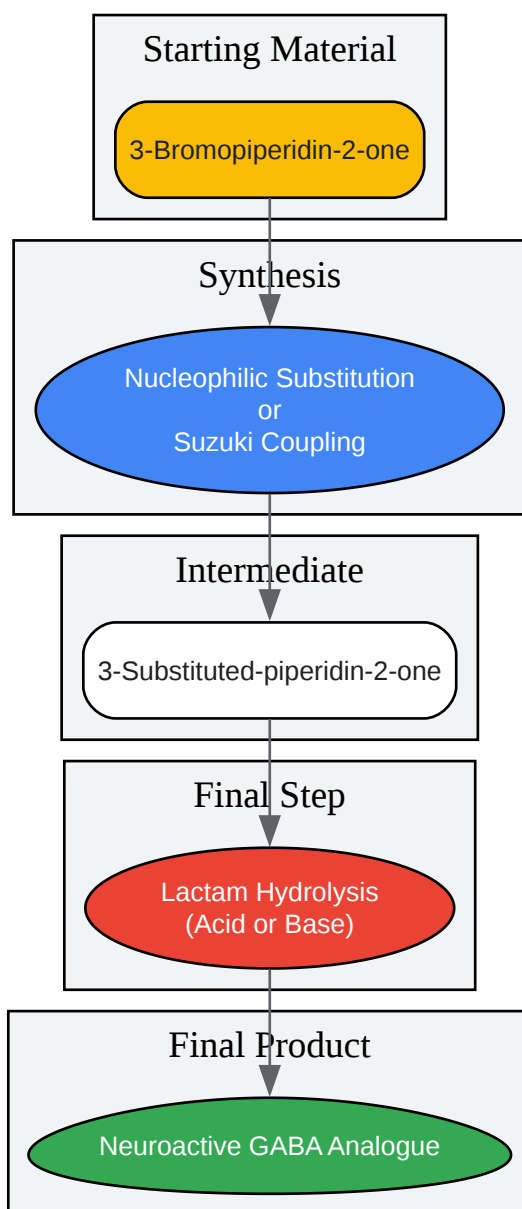 Starting Material
3-Bromopiperidin-2-one
Synthesis
Nucleophilic Substitution
or
Suzuki Coupling
Intermediate
3-Substituted-piperidin-2-one
Final Step
Lactam Hydrolysis
(Acid or Base)
Final Product
Neuroactive GABA Analogue